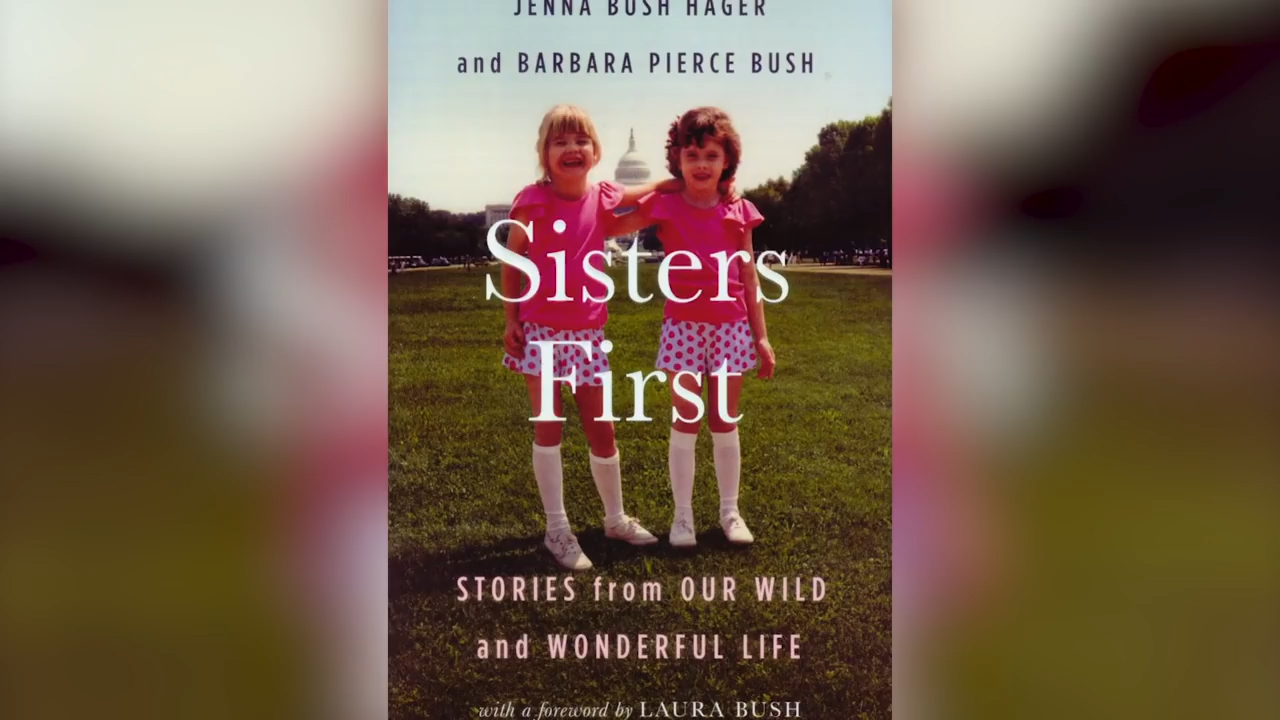 JENNA BUSH HAGER
and BARBARA PIERCE BUSH
Sisters
First
STORIES from OUR WILD
and WONDERFUL LIFE
with a foreword by LAURA BUSH